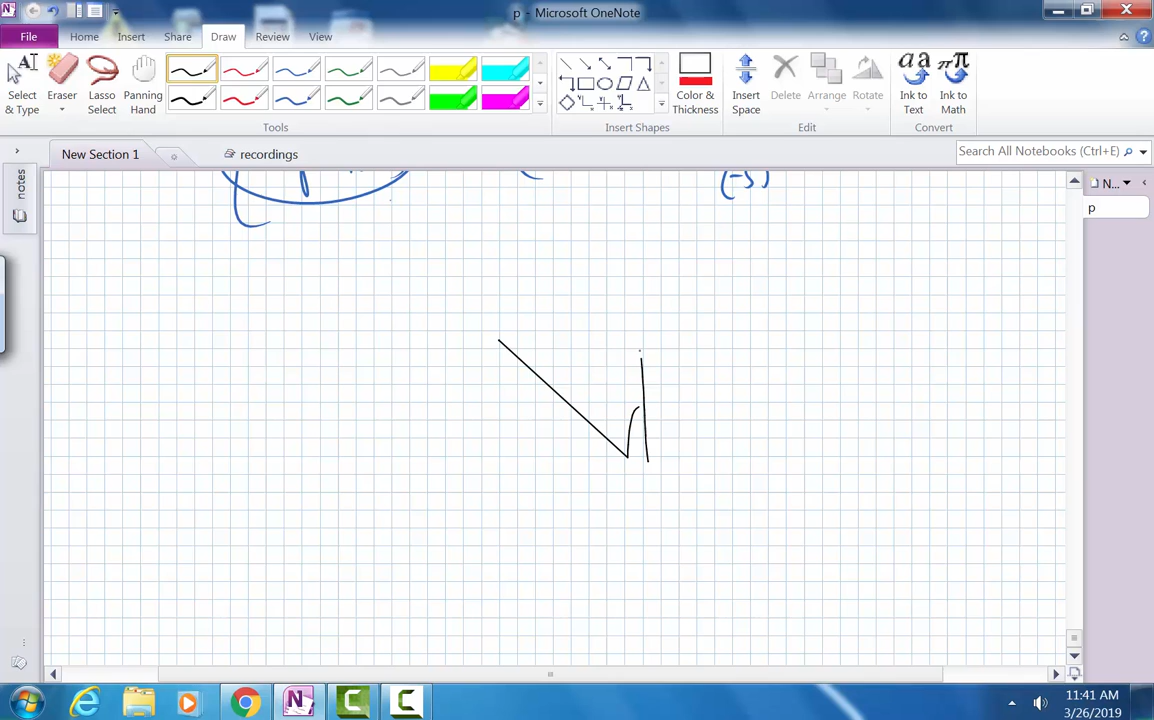 p - Microsoft OneNote
File Home Insert Share Draw Review View
Select & Type
Eraser
Lasso Select
Panning Hand
Color & Thickness
Insert Space
Delete
Arrange
Rotate
Ink to Text
Ink to Math
Tools
Insert Shapes
Edit
Convert
New Section 1
recordings
Search All Notebooks (Ctrl+E)
notes
N...
p
(-5)
11:41 AM
3/26/2019